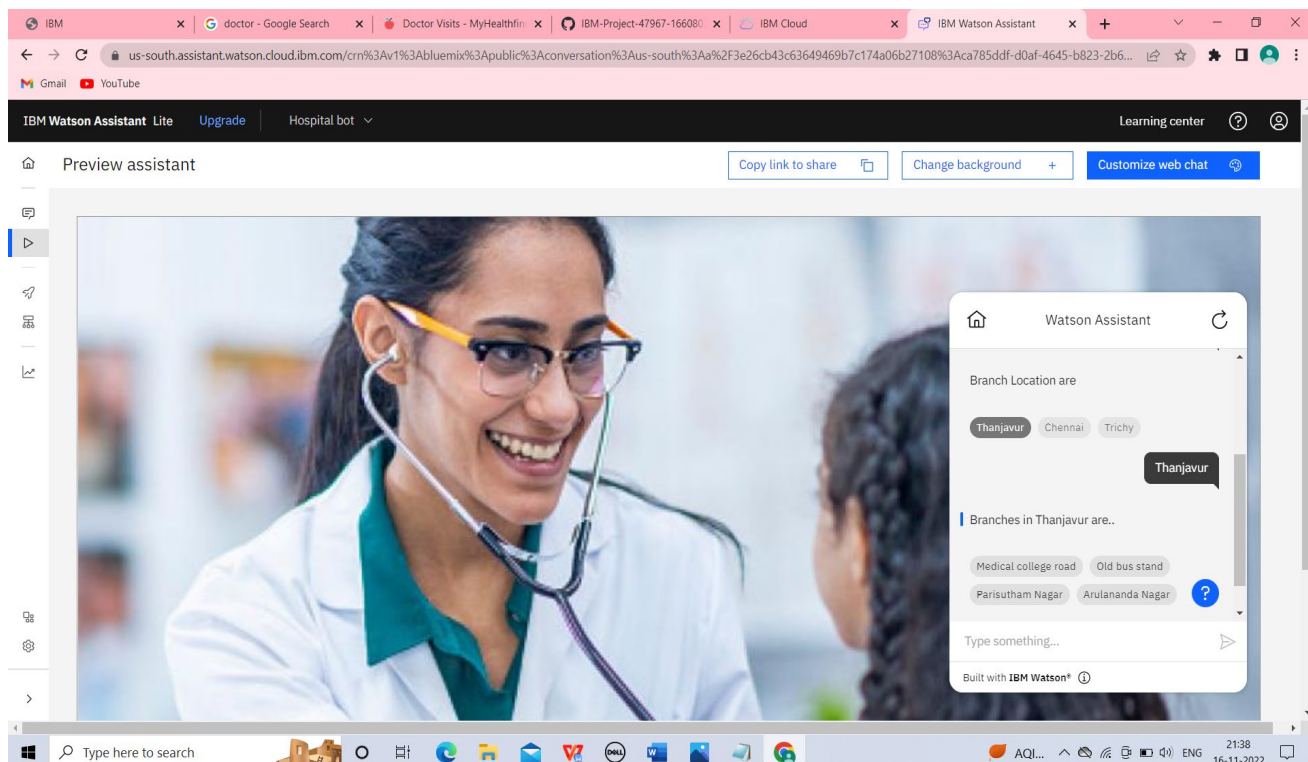 IBM
doctor - Google Search
Doctor Visits - MyHealthfin
IBM-Project-47967-166080
IBM Cloud
IBM Watson Assistant
us-south.assistant.watson.cloud.ibm.com/crn%3Av1%3Abluemix%3Apublic%3Aconversation%3Aus-south%3Aa%2F3e26cb43c63649469b7c174a06b27108%3Aca785ddf-d0af-4645-b823-2b6...
Gmail YouTube
IBM Watson Assistant Lite Upgrade Hospital bot Learning center
Preview assistant Copy link to share Change background + Customize web chat
Watson Assistant
Branch Location are
Thanjavur Chennai Trichy
Thanjavur
Branches in Thanjavur are..
Medical college road Old bus stand
Parisutham Nagar Arulananda Nagar
?
Type something...
Built with IBM Watson®
Type here to search
DELL
AQI... ENG
21:38
16-11-2022